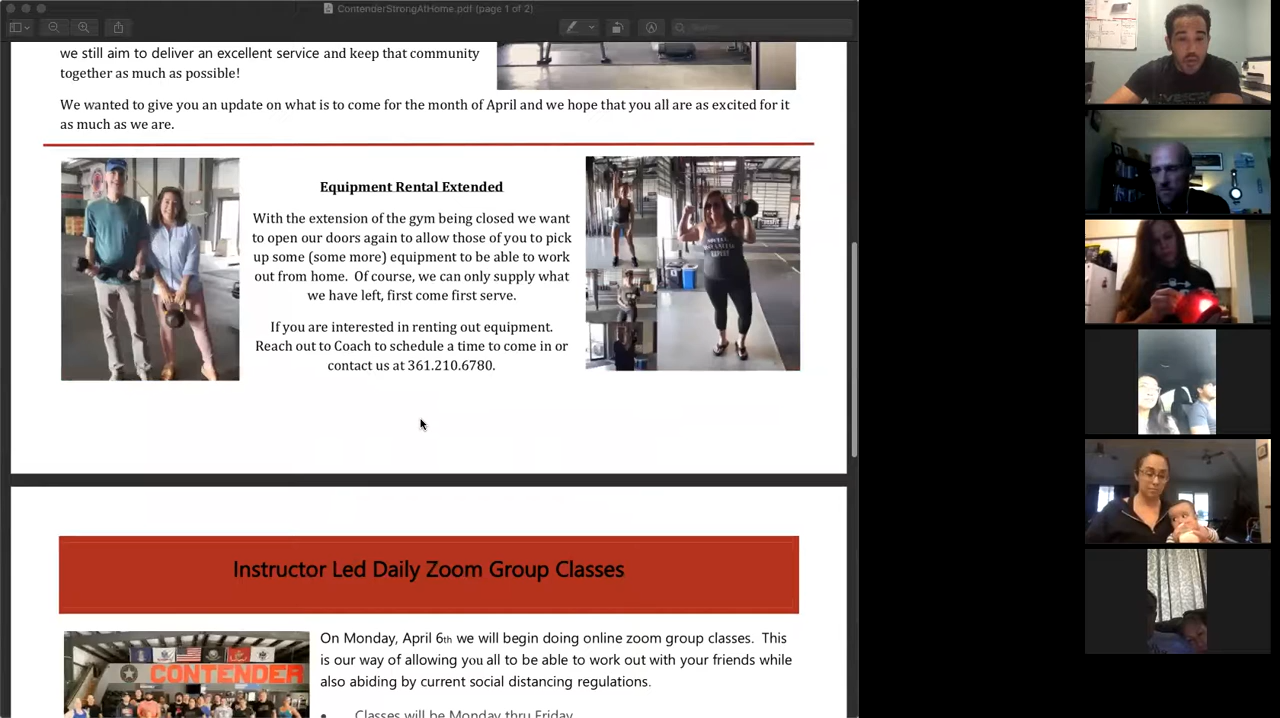 ContenderStrongAtHome.pdf (page 1 of 2)
Search
we still aim to deliver an excellent service and keep that community
together as much as possible!
We wanted to give you an update on what is to come for the month of April and we hope that you all are as excited for it
as much as we are.
Equipment Rental Extended
With the extension of the gym being closed we want
to open our doors again to allow those of you to pick
up some (some more) equipment to be able to work
out from home. Of course, we can only supply what
we have left, first come first serve.
If you are interested in renting out equipment.
Reach out to Coach to schedule a time to come in or
contact us at 361.210.6780.
SOCIAL
DISTANCING
EXPERT
Instructor Led Daily Zoom Group Classes
On Monday, April 6th we will begin doing online zoom group classes. This
is our way of allowing you all to be able to work out with your friends while
also abiding by current social distancing regulations.
CONTENDER
• Classes will be Monday thru Friday